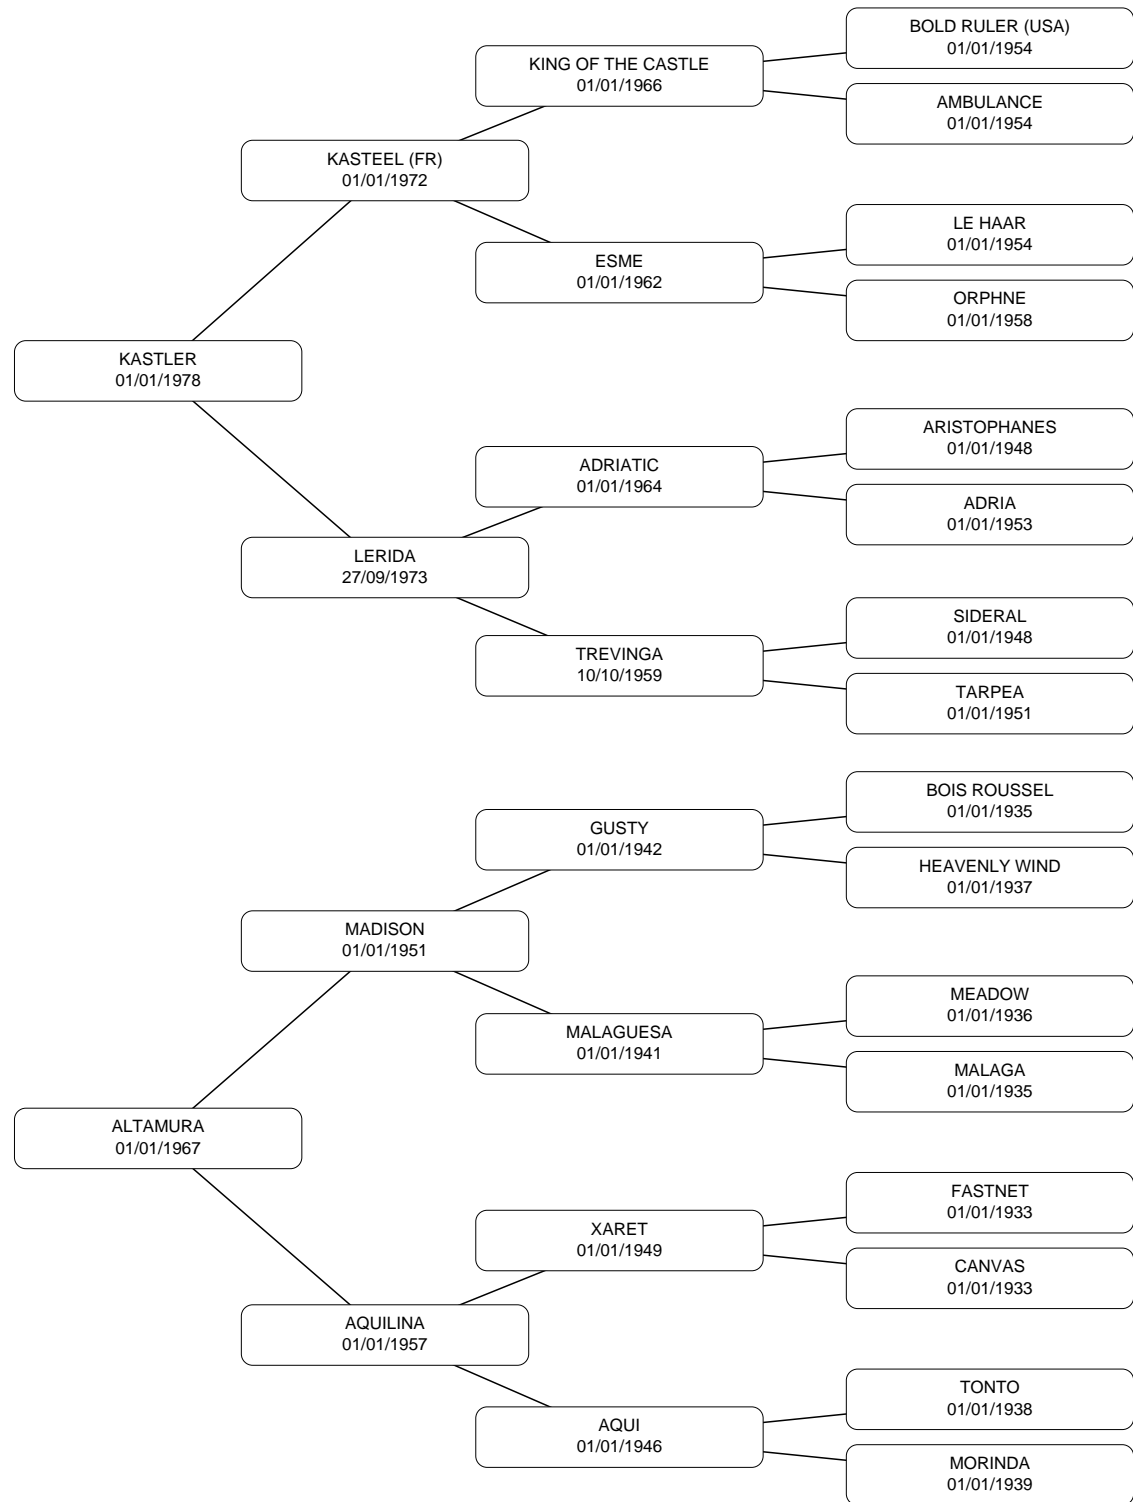 BOLD RULER (USA)
01/01/1954
KING OF THE CASTLE
01/01/1966
AMBULANCE
01/01/1954
KASTEEL (FR)
01/01/1972
LE HAAR
01/01/1954
ESME
01/01/1962
ORPHNE
01/01/1958
KASTLER
01/01/1978
ARISTOPHANES
01/01/1948
ADRIATIC
01/01/1964
ADRIA
01/01/1953
LERIDA
27/09/1973
SIDERAL
01/01/1948
TREVINGA
10/10/1959
TARPEA
01/01/1951
BOIS ROUSSEL
01/01/1935
GUSTY
01/01/1942
HEAVENLY WIND
01/01/1937
MADISON
01/01/1951
MEADOW
01/01/1936
MALAGUESA
01/01/1941
MALAGA
01/01/1935
ALTAMURA
01/01/1967
FASTNET
01/01/1933
XARET
01/01/1949
CANVAS
01/01/1933
AQUILINA
01/01/1957
TONTO
01/01/1938
AQUI
01/01/1946
MORINDA
01/01/1939